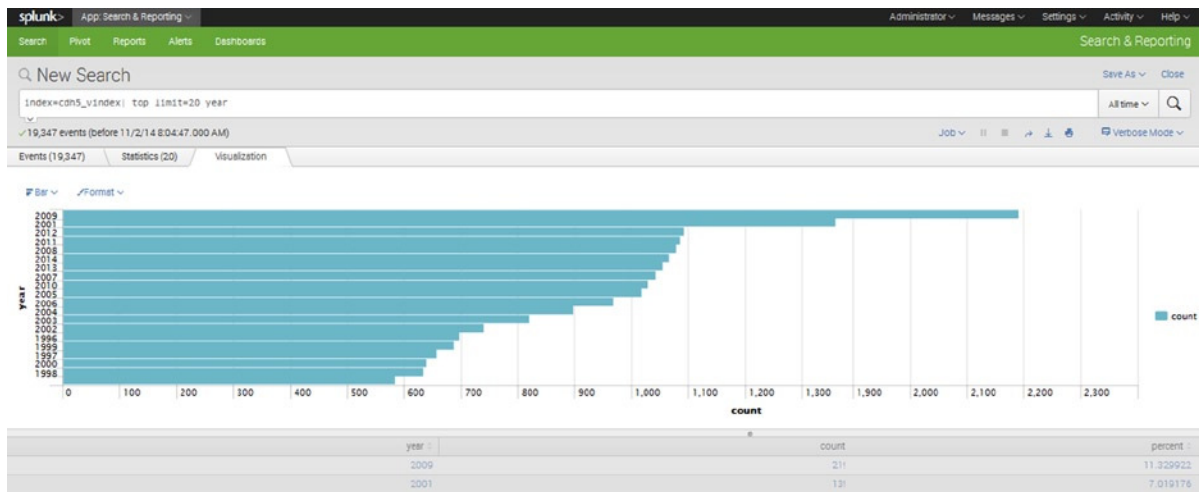 splunk> App: Search & Reporting Administrator Messages Settings Activity Help
Search Pivot Reports Alerts Dashboards Search & Reporting
New Search Save As Close
index=cdh5_vindex| top limit=20 year All time
19,347 events (before 11/2/14 8:04:47.000 AM) Job Verbose Mode
Events (19,347) Statistics (20) Visualization
Bar Format
2009
2001
2012
2011
2008
2014
2013
2007
2010
2005
2006
2004
2003
2002
1996
1999
1997
2000
1998
year
count
0 100 200 300 400 500 600 700 800 900 1,000 1,100 1,200 1,300 1,900 2,000 2,100 2,200 2,300
count
year count percent
2009 11.329922
2001 7.019176